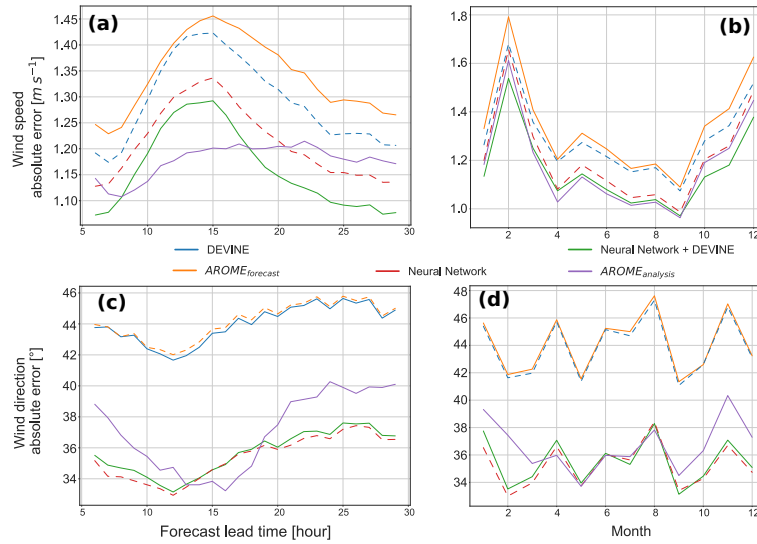 (a)
(b)
Wind speed
absolute error [m s⁻¹]
1.45
1.40
1.35
1.30
1.25
1.20
1.15
1.10
5 10 15 20 25 30
1.8
1.6
1.4
1.2
1.0
0 2 4 6 8 10 12
DEVINE
AROME_forecast
Neural Network
Neural Network + DEVINE
AROME_analysis
(c)
(d)
Wind direction
absolute error [°]
46
44
42
40
38
36
34
5 10 15 20 25 30
Forecast lead time [hour]
48
46
44
42
40
38
36
34
2 4 6 8 10 12
Month